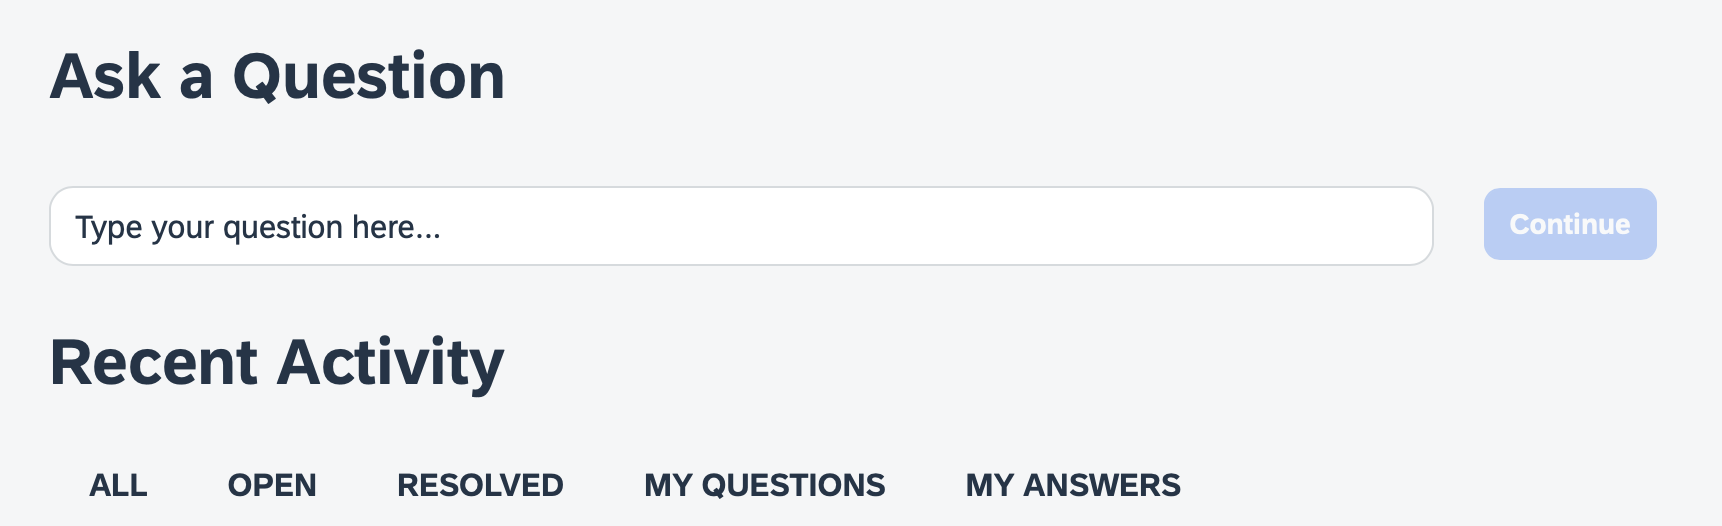 Ask a Question
Type your question here...
Continue
Recent Activity
ALL OPEN RESOLVED MY QUESTIONS MY ANSWERS